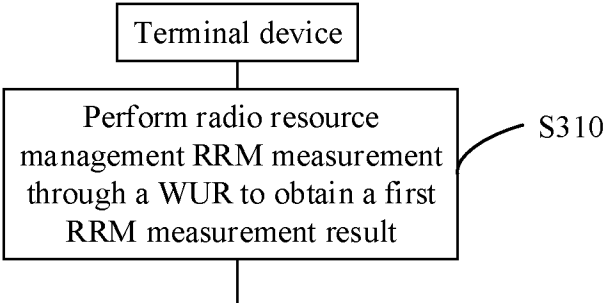 Terminal device
Perform radio resource
management RRM measurement
through a WUR to obtain a first
RRM measurement result
S310